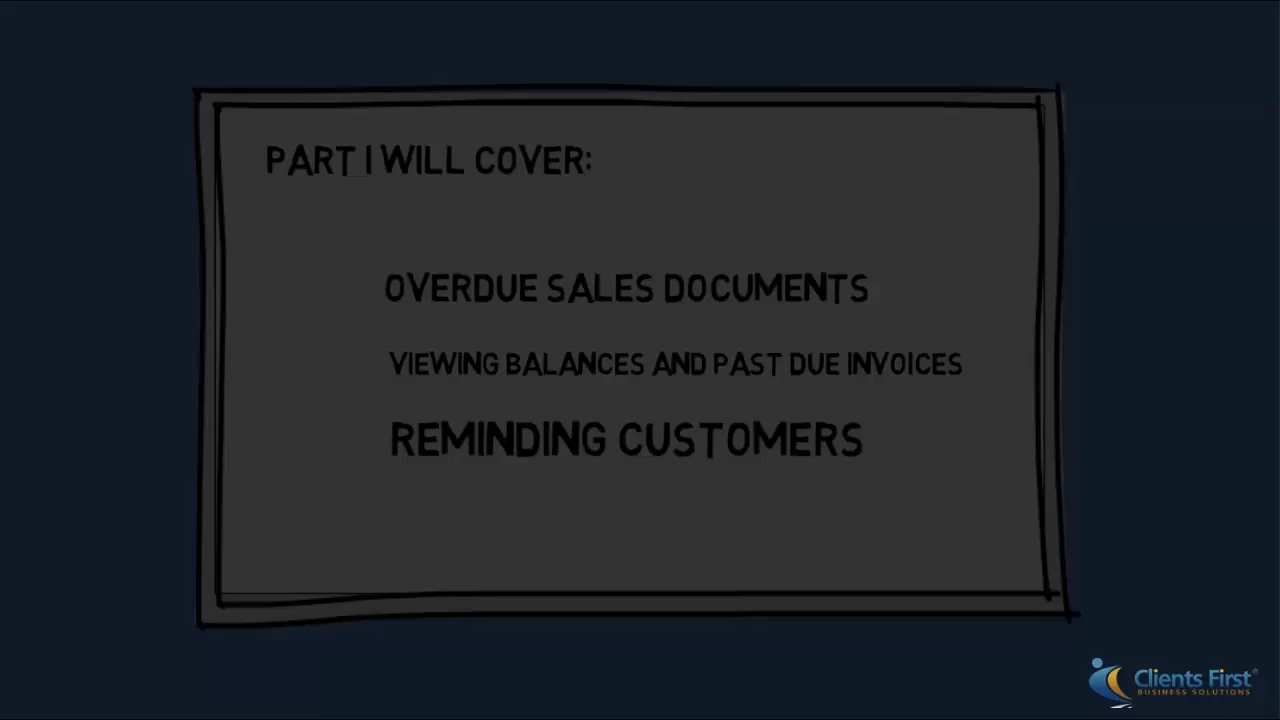 PART I WILL COVER:
OVERDUE SALES DOCUMENTS
VIEWING BALANCES AND PAST DUE INVOICES
REMINDING CUSTOMERS
Clients First®
BUSINESS SOLUTIONS